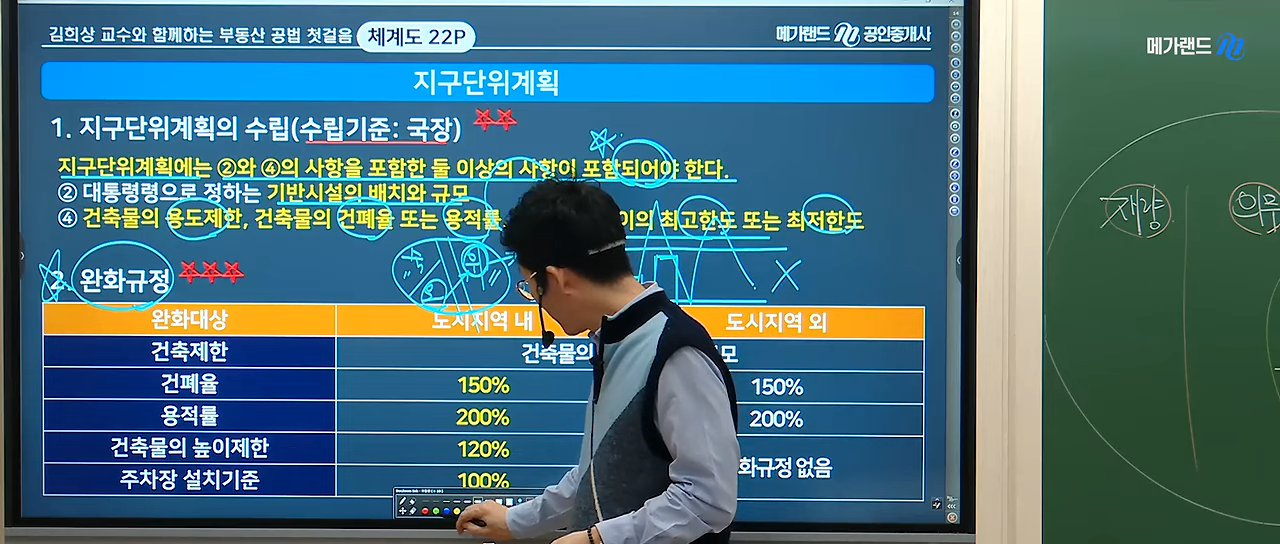 김희상 교수와 함께하는 부동산 공법 첫걸음 체계도 22P
메가랜드 공인중개사
메가랜드
지구단위계획
1. 지구단위계획의 수립(수립기준: 국장)
지구단위계획에는 ②와 ④의 사항을 포함한 둘 이상의 사항이 포함되어야 한다.
② 대통령령으로 정하는 기반시설의 배치와 규모
④ 건축물의 용도제한, 건축물의 건폐율 또는 용적률 이의 최고한도 또는 최저한도
재량 의무
2. 완화규정
완화대상 도시지역 내 도시지역 외
건축제한 건축물의 모
건폐율 150% 150%
용적률 200% 200%
건축물의 높이제한 120%
화규정 없음
주차장 설치기준 100%